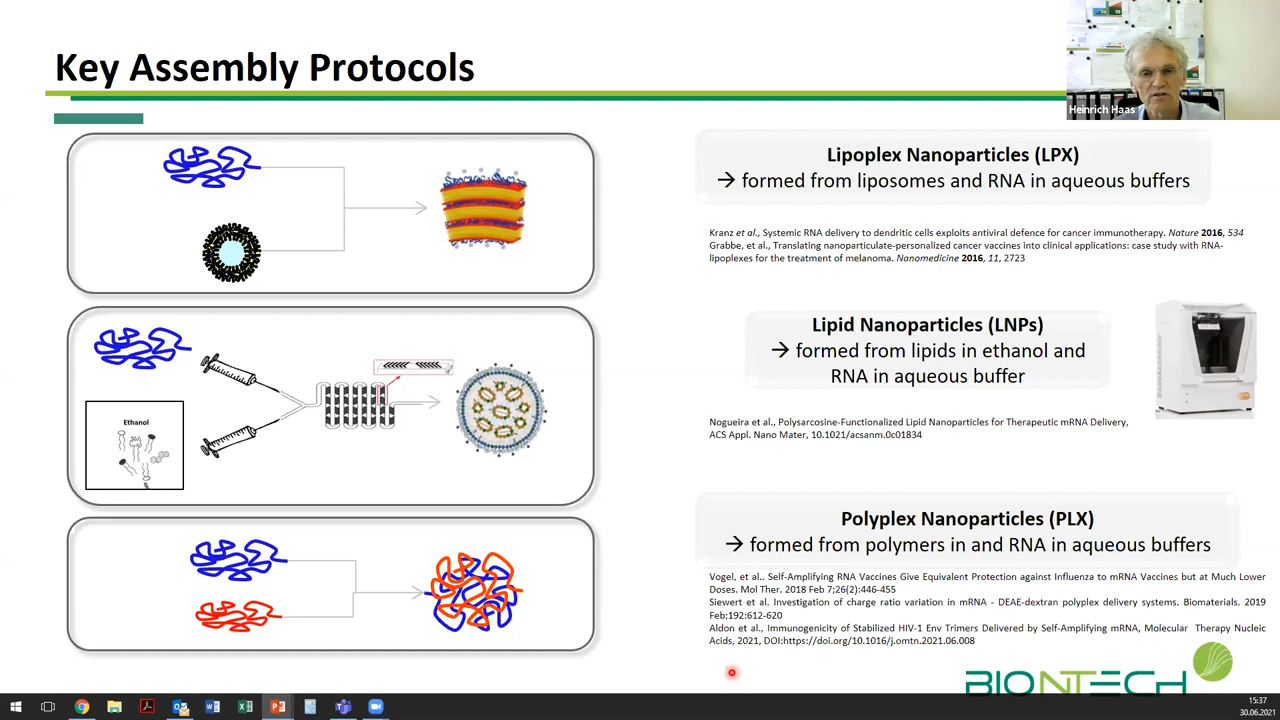 Key Assembly Protocols
Heinrich Haas
Lipoplex Nanoparticles (LPX)
→ formed from liposomes and RNA in aqueous buffers
Kranz et al., Systemic RNA delivery to dendritic cells exploits antiviral defence for cancer immunotherapy. Nature 2016, 534
Grabbe, et al., Translating nanoparticulate-personalized cancer vaccines into clinical applications: case study with RNA-
lipoplexes for the treatment of melanoma. Nanomedicine 2016, 11, 2723
Ethanol
Lipid Nanoparticles (LNPs)
→ formed from lipids in ethanol and
RNA in aqueous buffer
Nogueira et al., Polysarcosine-Functionalized Lipid Nanoparticles for Therapeutic mRNA Delivery,
ACS Appl. Nano Mater, 10.1021/acsanm.0c01834
Polyplex Nanoparticles (PLX)
→ formed from polymers in and RNA in aqueous buffers
Vogel, et al.. Self-Amplifying RNA Vaccines Give Equivalent Protection against Influenza to mRNA Vaccines but at Much Lower
Doses. Mol Ther. 2018 Feb 7;26(2):446-455
Sievert et al. Investigation of charge ratio variation in mRNA - DEAE-dextran polyplex delivery systems. Biomaterials. 2019
Feb;192:612-620
Aldon et al., Immunogenicity of Stabilized HIV-1 Env Trimers Delivered by Self-Amplifying mRNA, Molecular Therapy Nucleic
Acids, 2021, DOI:https://doi.org/10.1016/j.omtn.2021.06.008
BIONTECH
15:37
30.06.2021